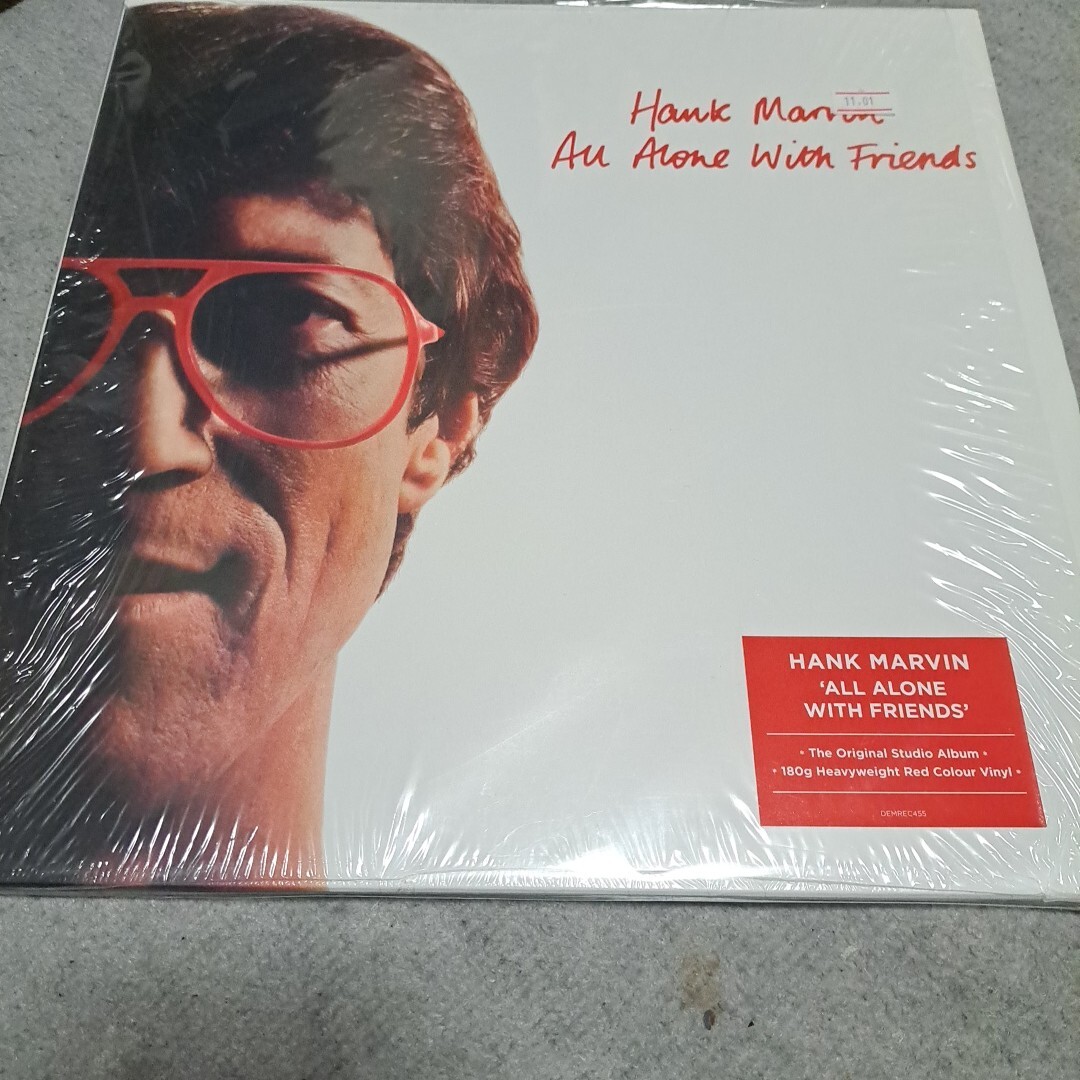 Hank Marvin
11.01
All Alone With Friends
HANK MARVIN
‘ALL ALONE
WITH FRIENDS’
• The Original Studio Album •
• 180g Heavyweight Red Colour Vinyl •
DEMREC455